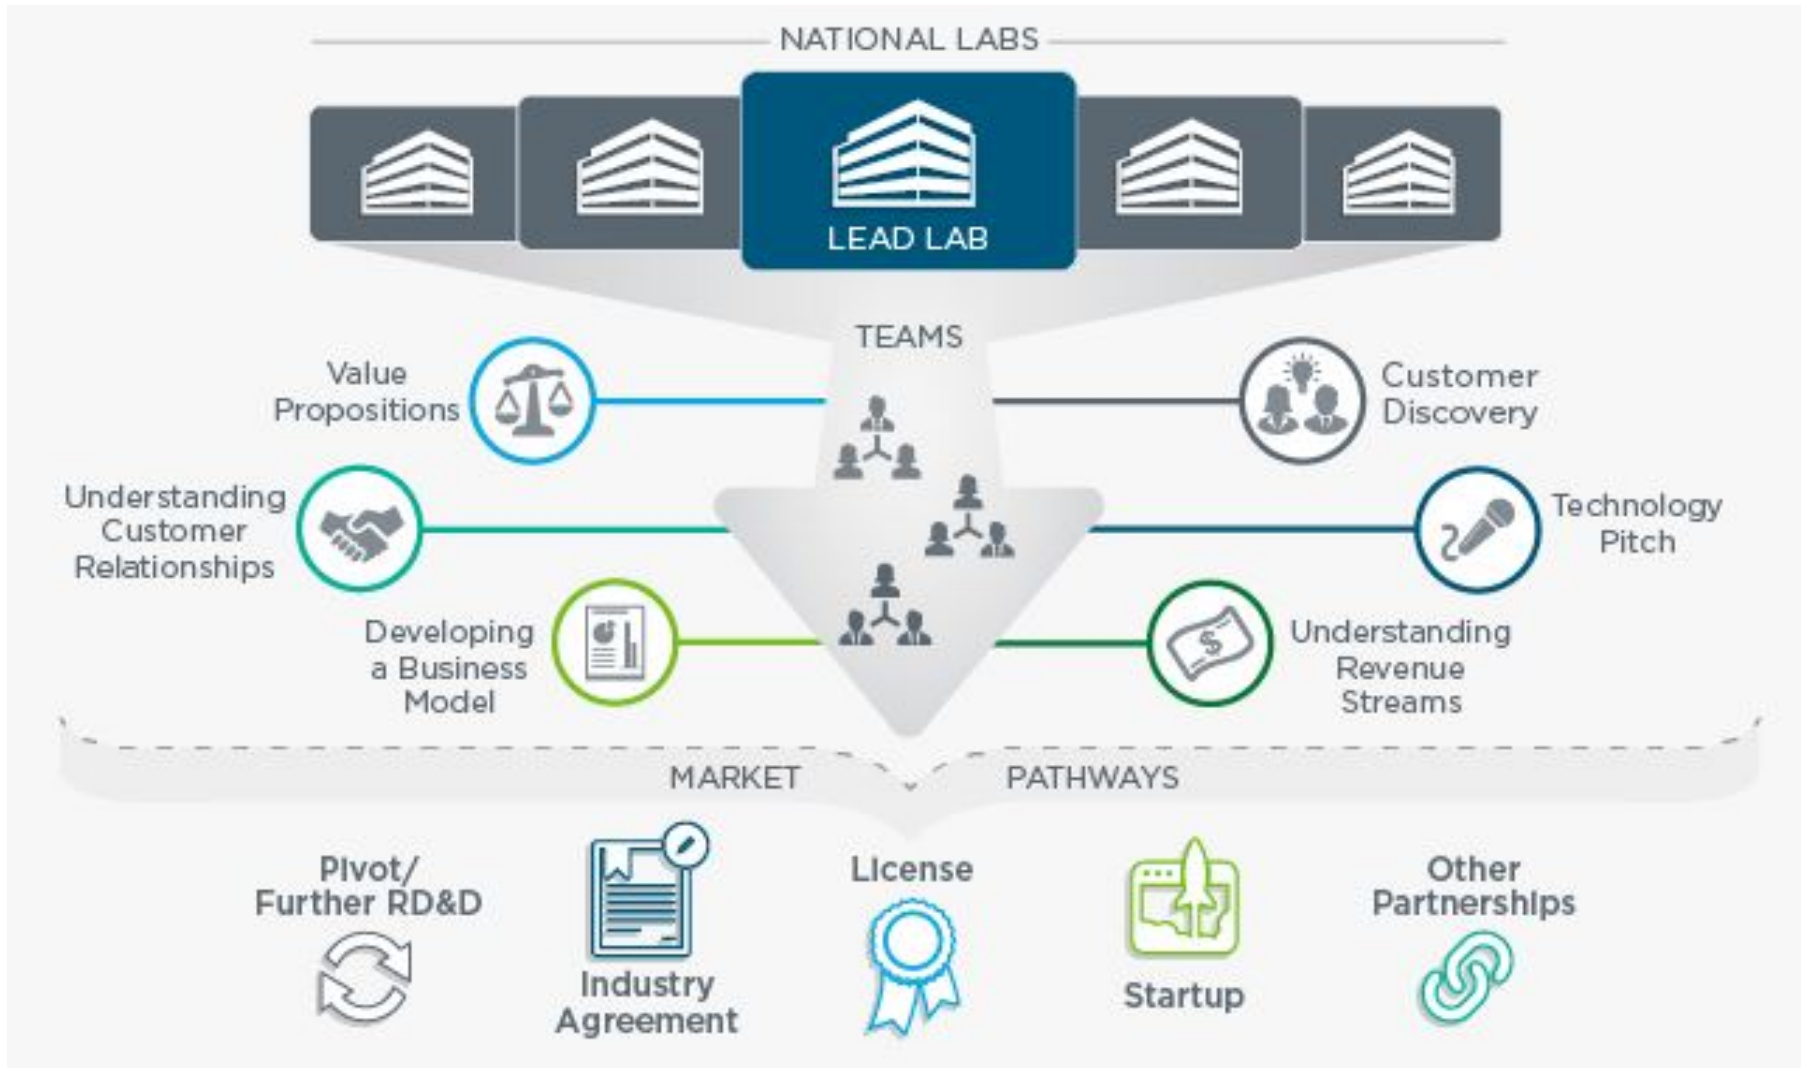 NATIONAL LABS
LEAD LAB
TEAMS
Value
Propositions
Customer
Discovery
Understanding
Customer
Relationships
Technology
Pitch
Developing
a Business
Model
$
Understanding
Revenue
Streams
MARKET PATHWAYS
Pivot/
Further RD&D
Industry
Agreement
License
Startup
Other
Partnerships